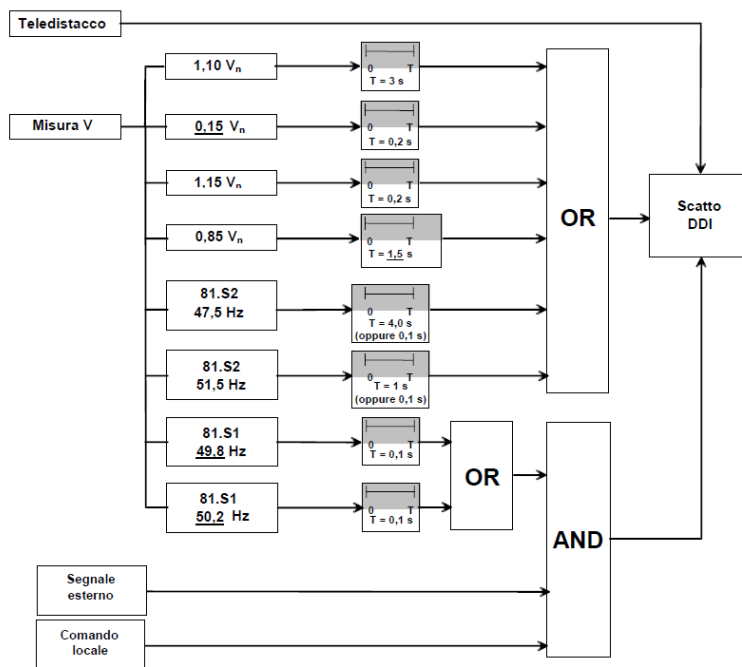 Teledistacco
1,10 Vn
0 T
T = 3 s
Misura V
0,15 Vn
0 T
T = 0,2 s
1,15 Vn
0 T
T = 0,2 s
0,85 Vn
0 T
T = 1,5 s
OR
Scatto
DDI
81.S2
47,5 Hz
0 T
T = 4,0 s
(oppure 0,1 s)
81.S2
51,5 Hz
0 T
T = 1 s
(oppure 0,1 s)
81.S1
49,8 Hz
0 T
T = 0,1 s
OR
81.S1
50,2 Hz
0 T
T = 0,1 s
AND
Segnale
esterno
Comando
locale